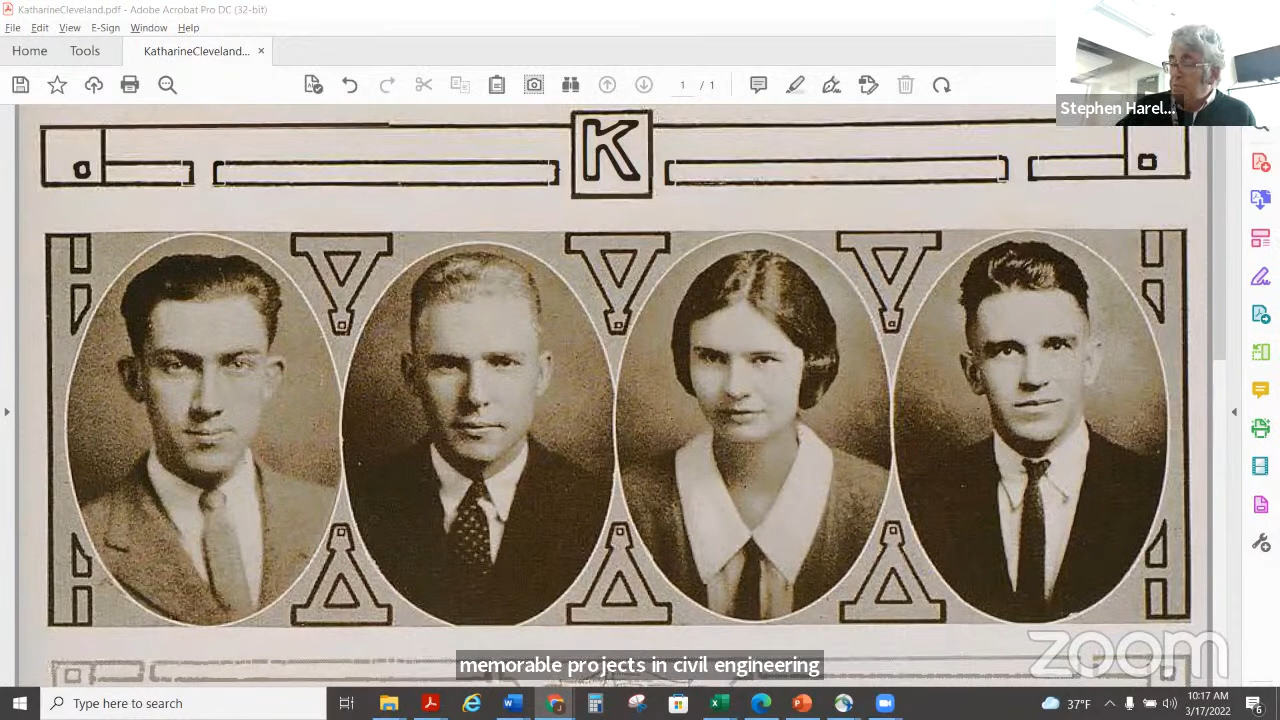 KatharineCleveland.pdf - Adobe Acrobat Pro DC (32-bit)
File Edit View E-Sign Window Help
Home Tools KatharineCleveland... ×
1 / 1
Stephen Harel...
K
zoom
memorable projects in civil engineering
Type here to search
37°F
10:17 AM
3/17/2022
6